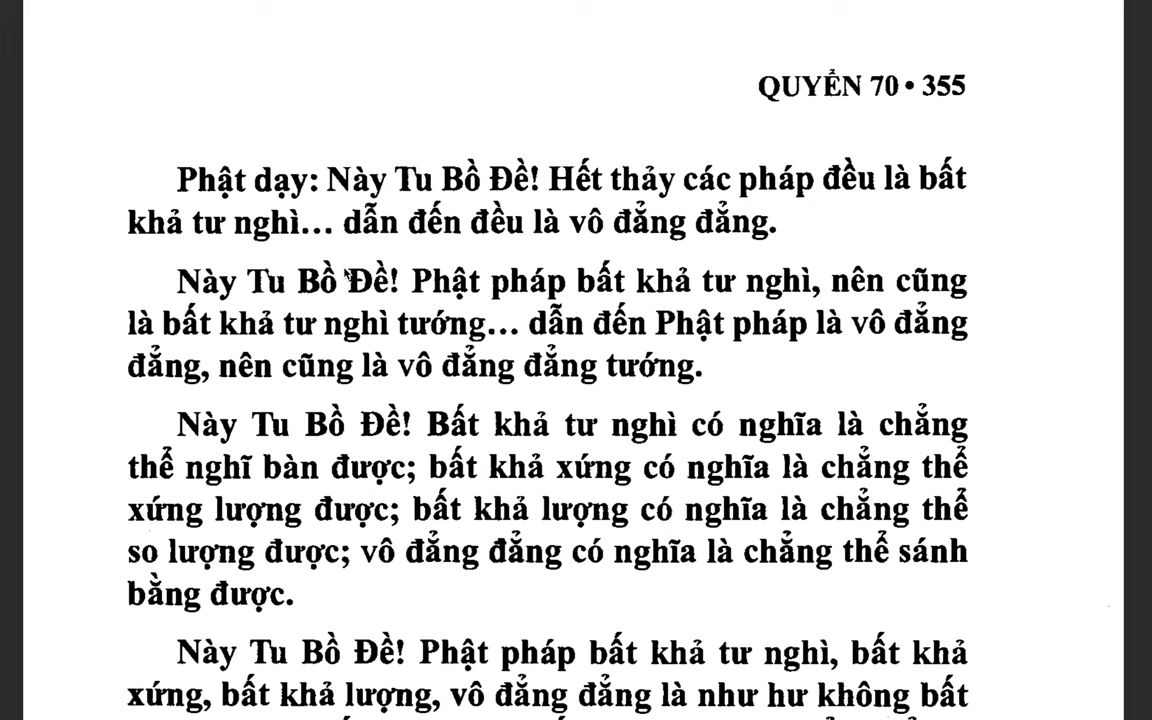 QUYỂN 70 • 355
Phật dạy: Này Tu Bồ Đề! Hết thảy các pháp đều là bất
khả tư nghì... dẫn đến đều là vô đẳng đẳng.
Này Tu Bồ Đề! Phật pháp bất khả tư nghì, nên cũng
là bất khả tư nghì tướng... dẫn đến Phật pháp là vô đẳng
đẳng, nên cũng là vô đẳng đẳng tướng.
Này Tu Bồ Đề! Bất khả tư nghì có nghĩa là chẳng
thể nghĩ bàn được; bất khả xứng có nghĩa là chẳng thể
xứng lượng được; bất khả lượng có nghĩa là chẳng thể
so lượng được; vô đẳng đẳng có nghĩa là chẳng thể sánh
bằng được.
Này Tu Bồ Đề! Phật pháp bất khả tư nghì, bất khả
xứng, bất khả lượng, vô đẳng đẳng là như hư không bất